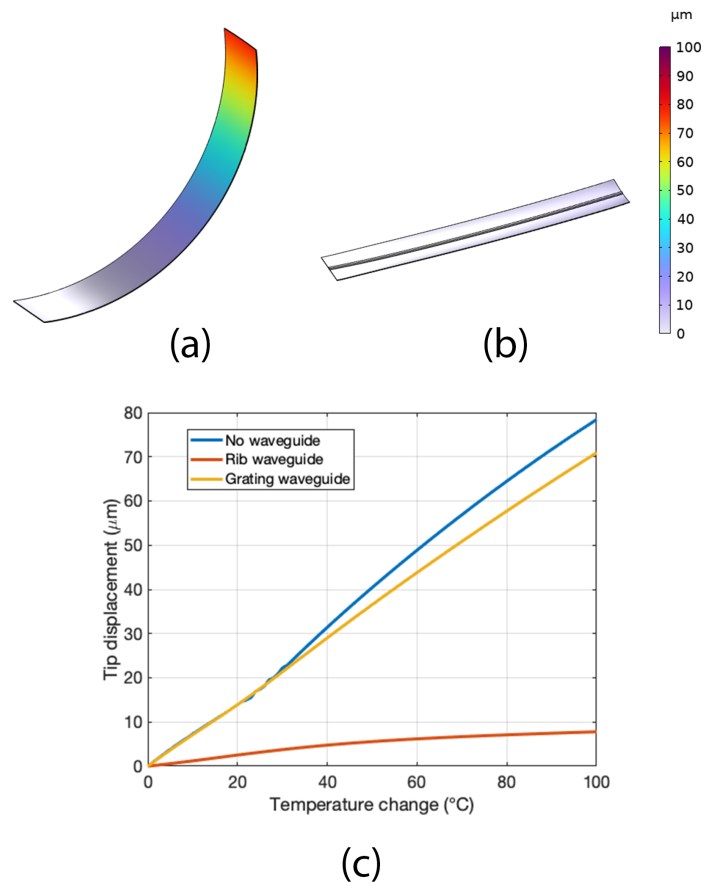 μm
100
90
80
70
60
50
40
30
20
10
0
(a)
(b)
80
70
60
50
40
30
20
10
0
Tip displacement (μm)
No waveguide
Rib waveguide
Grating waveguide
0 20 40 60 80 100
Temperature change (°C)
(c)